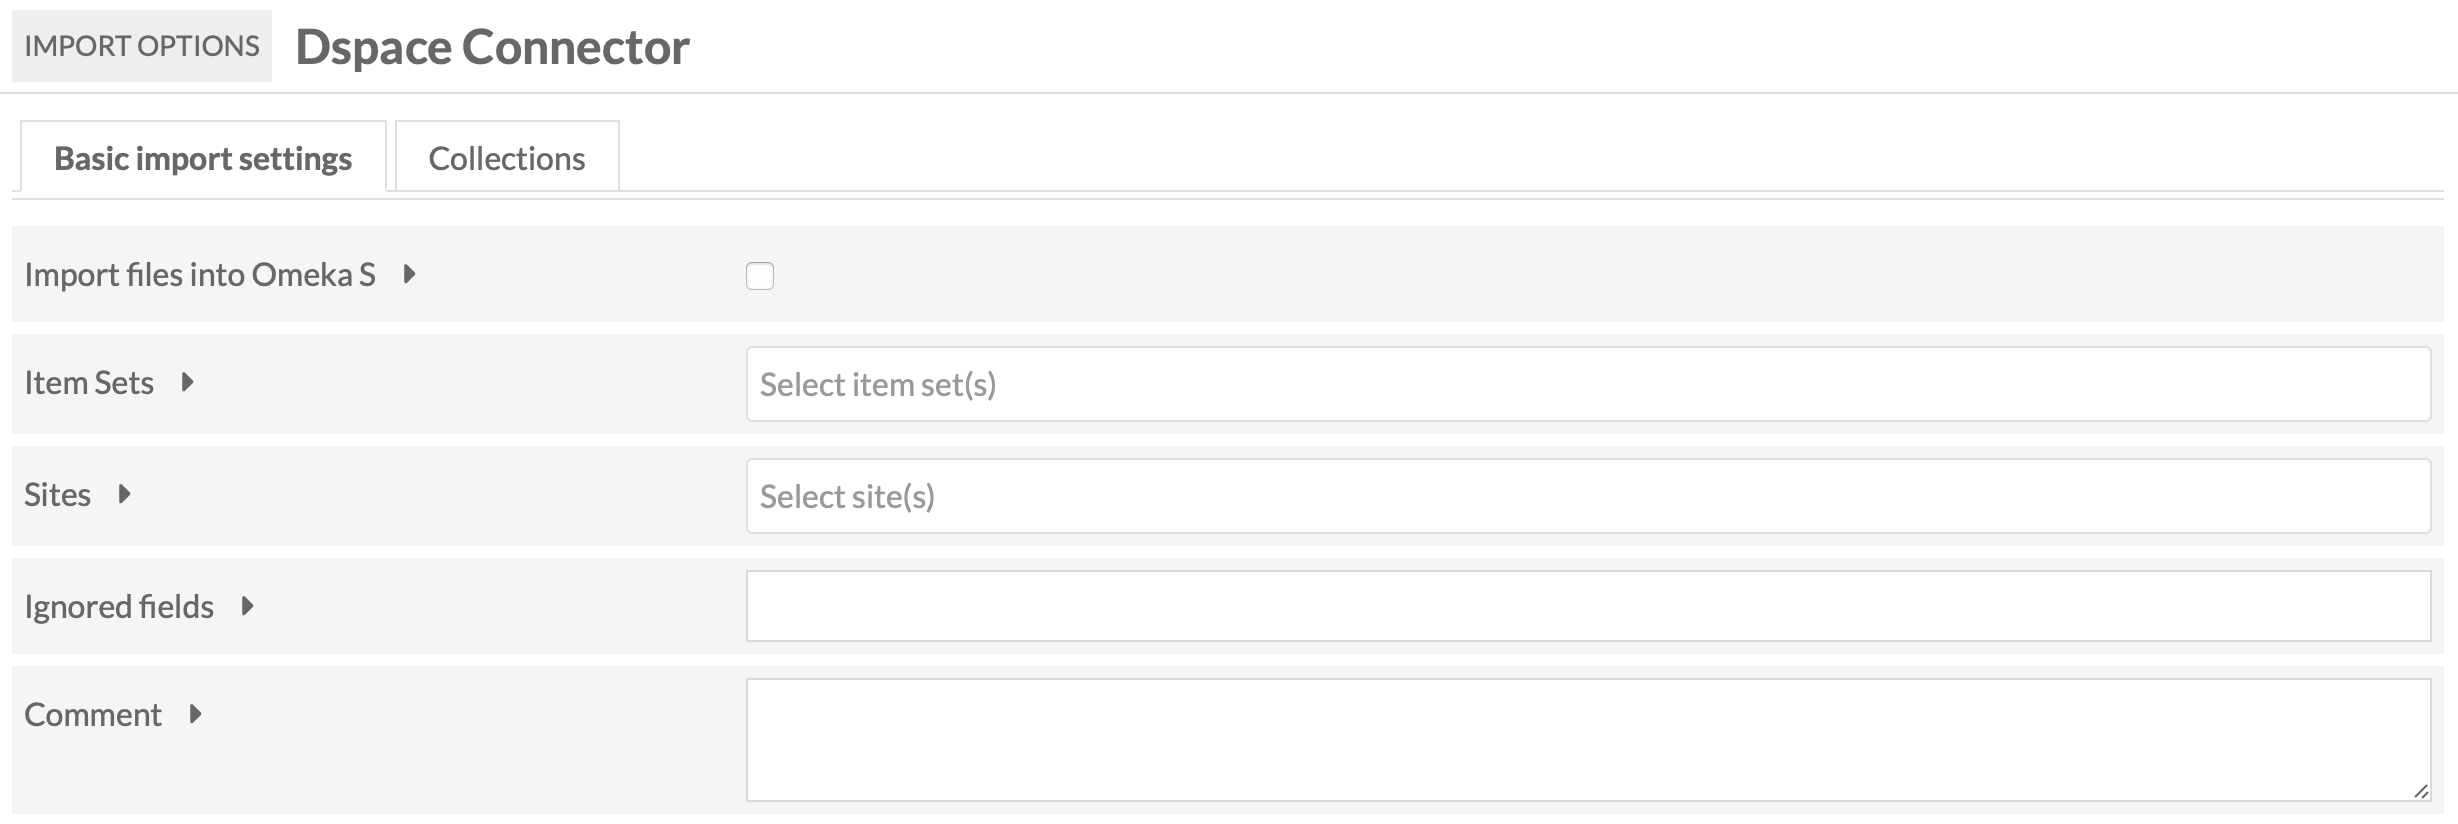 IMPORT OPTIONS Dspace Connector
Basic import settings Collections
Import files into Omeka S
Item Sets Select item set(s)
Sites Select site(s)
Ignored fields
Comment